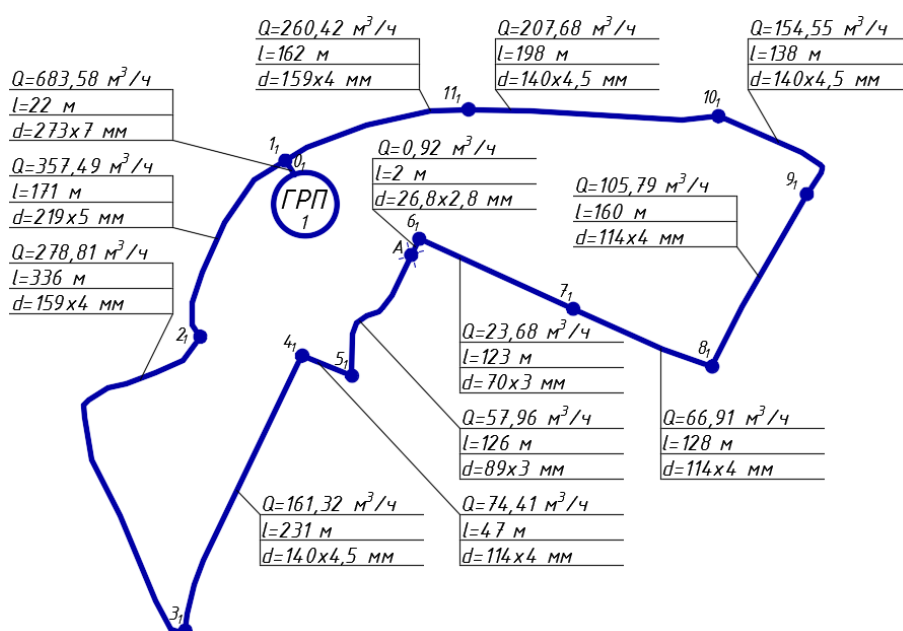 Q=260,42 м³/ч
l=162 м
d=159x4 мм
Q=207,68 м³/ч
l=198 м
d=140x4,5 мм
Q=154,55 м³/ч
l=138 м
d=140x4,5 мм
Q=683,58 м³/ч
l=22 м
d=273x7 мм
11₁
10₁
1₁
0₁
ГРП
1
Q=0,92 м³/ч
l=2 м
d=26,8x2,8 мм
Q=357,49 м³/ч
l=171 м
d=219x5 мм
9₁
Q=105,79 м³/ч
l=160 м
d=114x4 мм
6₁
А
Q=278,81 м³/ч
l=336 м
d=159x4 мм
7₁
2₁
4₁
5₁
8₁
Q=23,68 м³/ч
l=123 м
d=70x3 мм
Q=57,96 м³/ч
l=126 м
d=89x3 мм
Q=66,91 м³/ч
l=128 м
d=114x4 мм
Q=161,32 м³/ч
l=231 м
d=140x4,5 мм
Q=74,41 м³/ч
l=47 м
d=114x4 мм
3₁